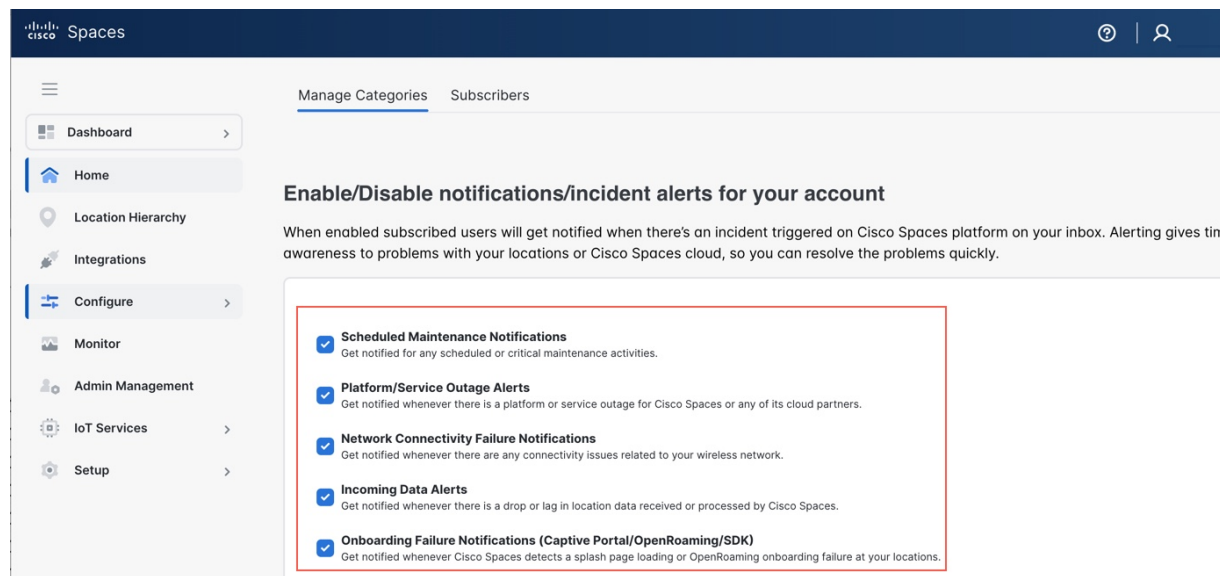 cisco Spaces
Manage Categories Subscribers
Dashboard
Home
Location Hierarchy
Integrations
Configure
Monitor
Admin Management
IoT Services
Setup
Enable/Disable notifications/incident alerts for your account
When enabled subscribed users will get notified when there's an incident triggered on Cisco Spaces platform on your inbox. Alerting gives
awareness to problems with your locations or Cisco Spaces cloud, so you can resolve the problems quickly.
Scheduled Maintenance Notifications
Get notified for any scheduled or critical maintenance activities.
Platform/Service Outage Alerts
Get notified whenever there is a platform or service outage for Cisco Spaces or any of its cloud partners.
Network Connectivity Failure Notifications
Get notified whenever there are any connectivity issues related to your wireless network.
Incoming Data Alerts
Get notified whenever there is a drop or lag in location data received or processed by Cisco Spaces.
Onboarding Failure Notifications (Captive Portal/OpenRoaming/SDK)
Get notified whenever Cisco Spaces detects a splash page loading or OpenRoaming onboarding failure at your locations.